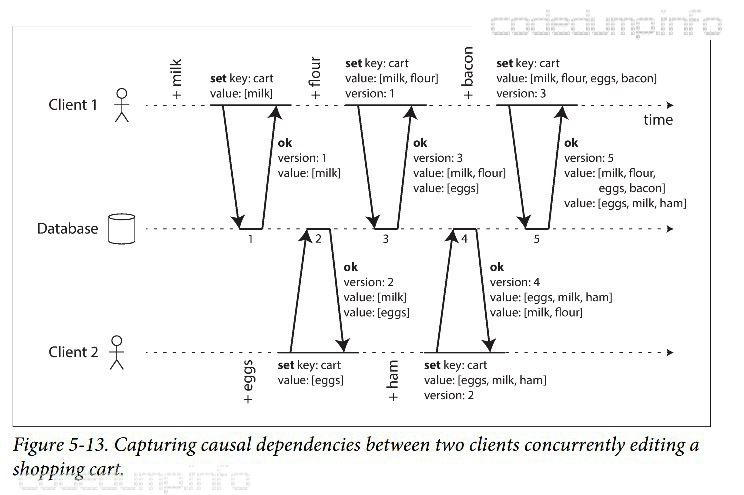 codedumpinfo
+ milk
set key: cart
value: [milk]
+ flour
set key: cart
value: [milk, flour]
version: 1
+ bacon
set key: cart
value: [milk, flour, eggs, bacon]
version: 3
Client 1
time
ok
version: 1
value: [milk]
ok
version: 3
value: [milk, flour]
value: [eggs]
ok
version: 5
value: [milk, flour,
eggs, bacon]
value: [eggs, milk, ham]
Database
1
2
3
4
5
ok
version: 2
value: [milk]
value: [eggs]
ok
version: 4
value: [eggs, milk, ham]
value: [milk, flour]
Client 2
+ eggs
set key: cart
value: [eggs]
+ ham
set key: cart
value: [eggs, milk, ham]
version: 2
Figure 5-13. Capturing causal dependencies between two clients concurrently editing a
shopping cart.
codedumpinfo